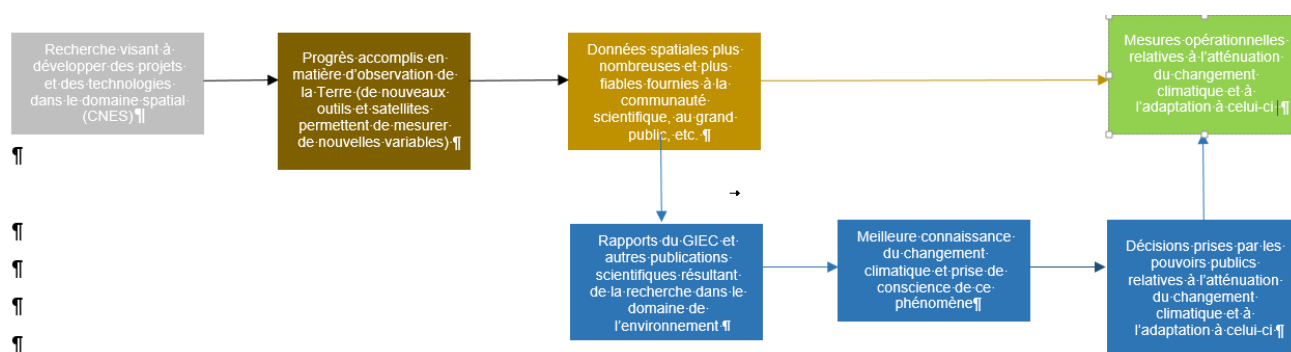 Recherche visant à
développer des projets
et des technologies
dans le domaine spatial
(CNES)¶
Progrès accomplis en
matière d'observation de
la Terre (de nouveaux
outils et satellites
permettent de mesurer
de nouvelles variables)¶
Données spatiales plus
nombreuses et plus
fiables fournies à la
communauté
scientifique, au grand
public, etc. ¶
Mesures opérationnelles
relatives à l'atténuation
du changement
climatique et à
l'adaptation à celui-ci ¶
¶
¶
¶
¶
¶
Rapports du GIEC et
autres publications
scientifiques résultant
de la recherche dans le
domaine de
l'environnement ¶
Meilleure connaissance
du changement
climatique et prise de
conscience de ce
phénomène¶
Décisions prises par les
pouvoirs publics
relatives à l'atténuation
du changement
climatique et à
l'adaptation à celui-ci ¶